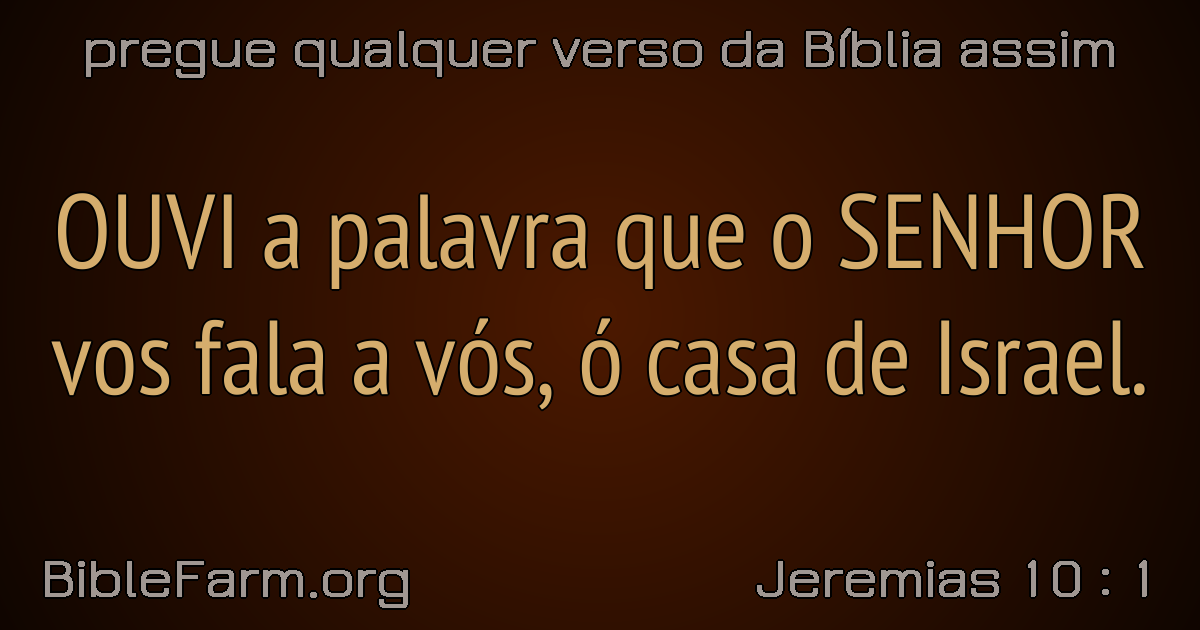 pregue qualquer verso da Bíblia assim
OUVI a palavra que o SENHOR
vos fala a vós, ó casa de Israel.
BibleFarm.org
Jeremias 10 : 1